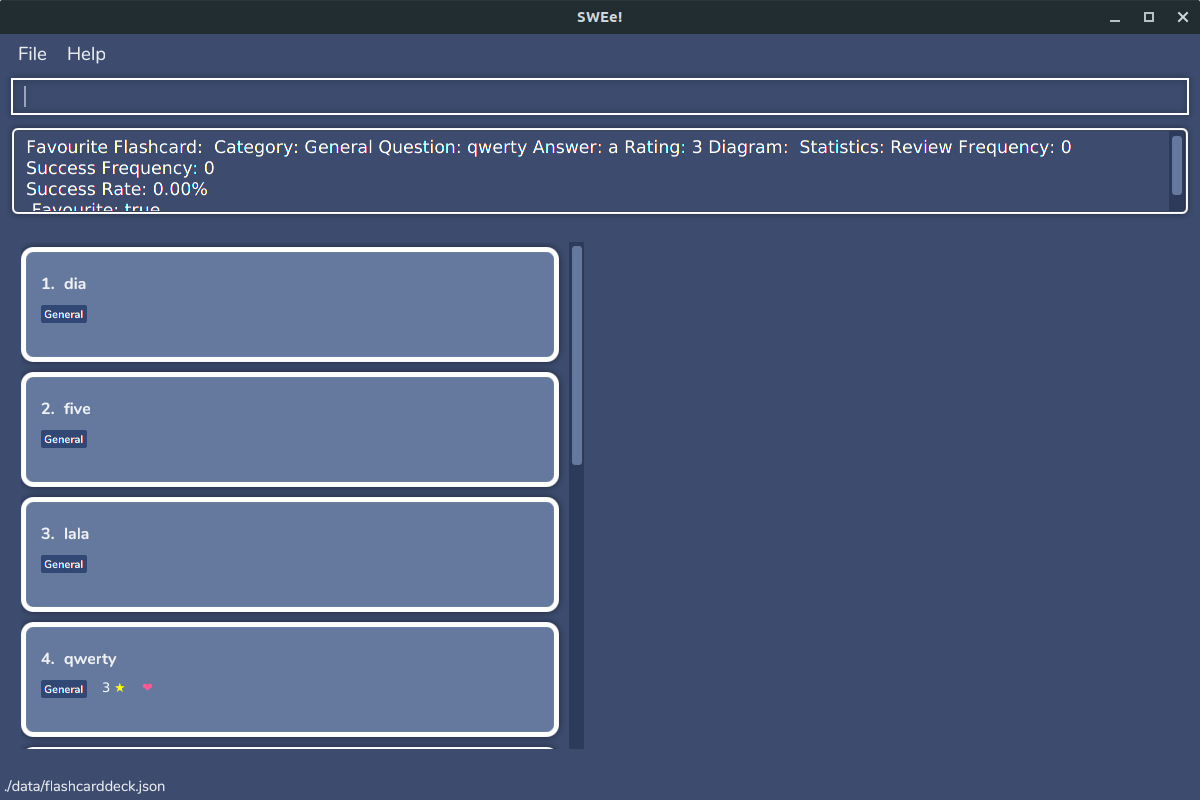 SWEe!
File Help
Favourite Flashcard:  Category: General Question: qwerty Answer: a Rating: 3 Diagram:  Statistics: Review Frequency: 0
Success Frequency: 0
Success Rate: 0.00%
Favourite: true
1. dia
General
2. five
General
3. lala
General
4. qwerty
General 3 ★ ❤
./data/flashcarddeck.json